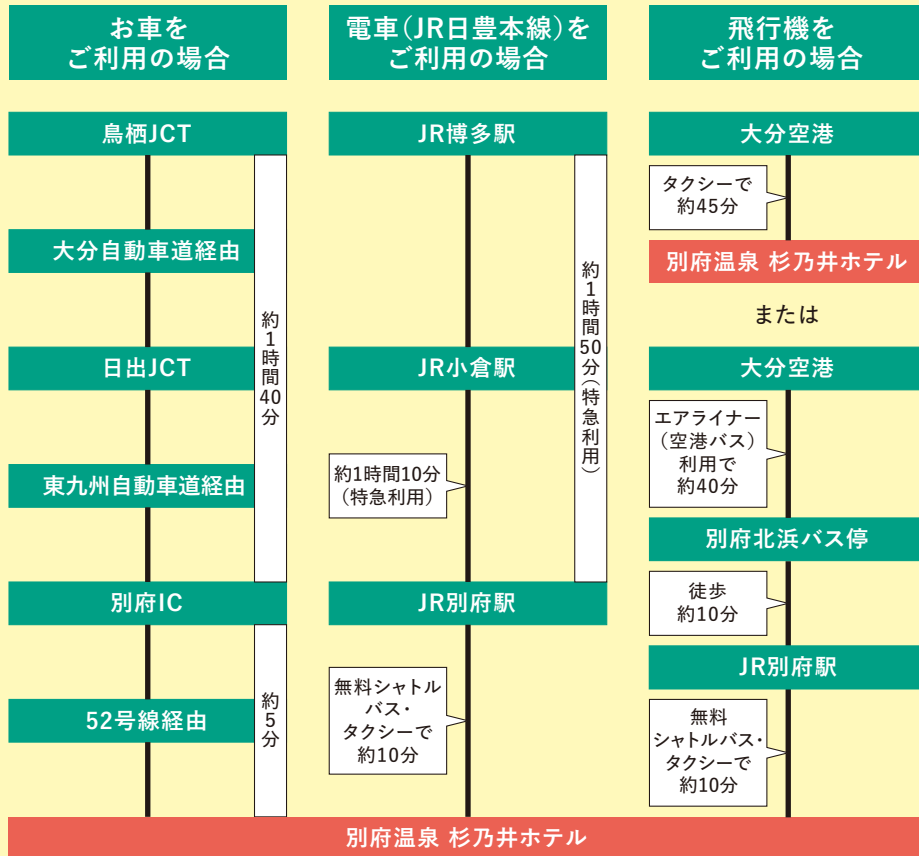 お車を
ご利用の場合
鳥栖JCT
大分自動車道経由
約1時間40分
日出JCT
東九州自動車道経由
別府IC
52号線経由
約5分
電車(JR日豊本線)を
ご利用の場合
JR博多駅
約1時間50分(特急利用)
JR小倉駅
約1時間10分
(特急利用)
JR別府駅
無料シャトル
バス・
タクシーで
約10分
飛行機を
ご利用の場合
大分空港
タクシーで
約45分
別府温泉 杉乃井ホテル
または
大分空港
エアライナー
(空港バス)
利用で
約40分
別府北浜バス停
徒歩
約10分
JR別府駅
無料
シャトルバス・
タクシーで
約10分
別府温泉 杉乃井ホテル